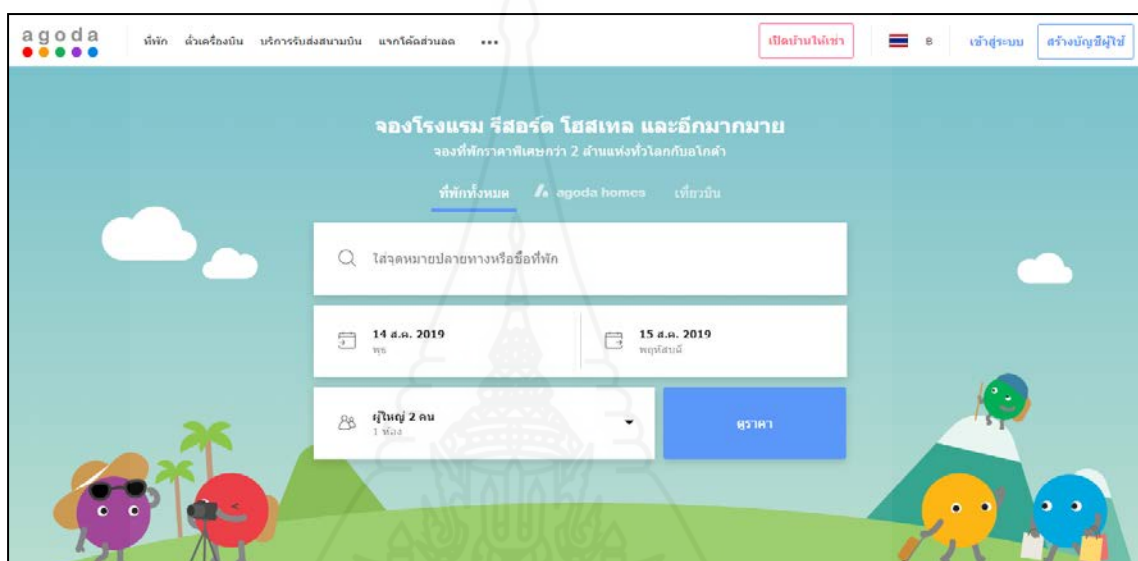 agoda
ที่พัก ตั๋วเครื่องบิน บริการรับส่งสนามบิน แจกโค้ดส่วนลด •••
เปิดบ้านให้เช่า
฿ เข้าสู่ระบบ สร้างบัญชีผู้ใช้
จองโรงแรม รีสอร์ต โฮสเทล และอีกมากมาย
จองที่พักราคาพิเศษกว่า 2 ล้านแห่งทั่วโลกกับอโกด้า
ที่พักทั้งหมด agoda homes เที่ยวบิน
ใส่จุดหมายปลายทางหรือชื่อที่พัก
14 ส.ค. 2019 15 ส.ค. 2019
พุธ พฤหัสบดี
ผู้ใหญ่ 2 คน
1 ห้อง
ดูราคา